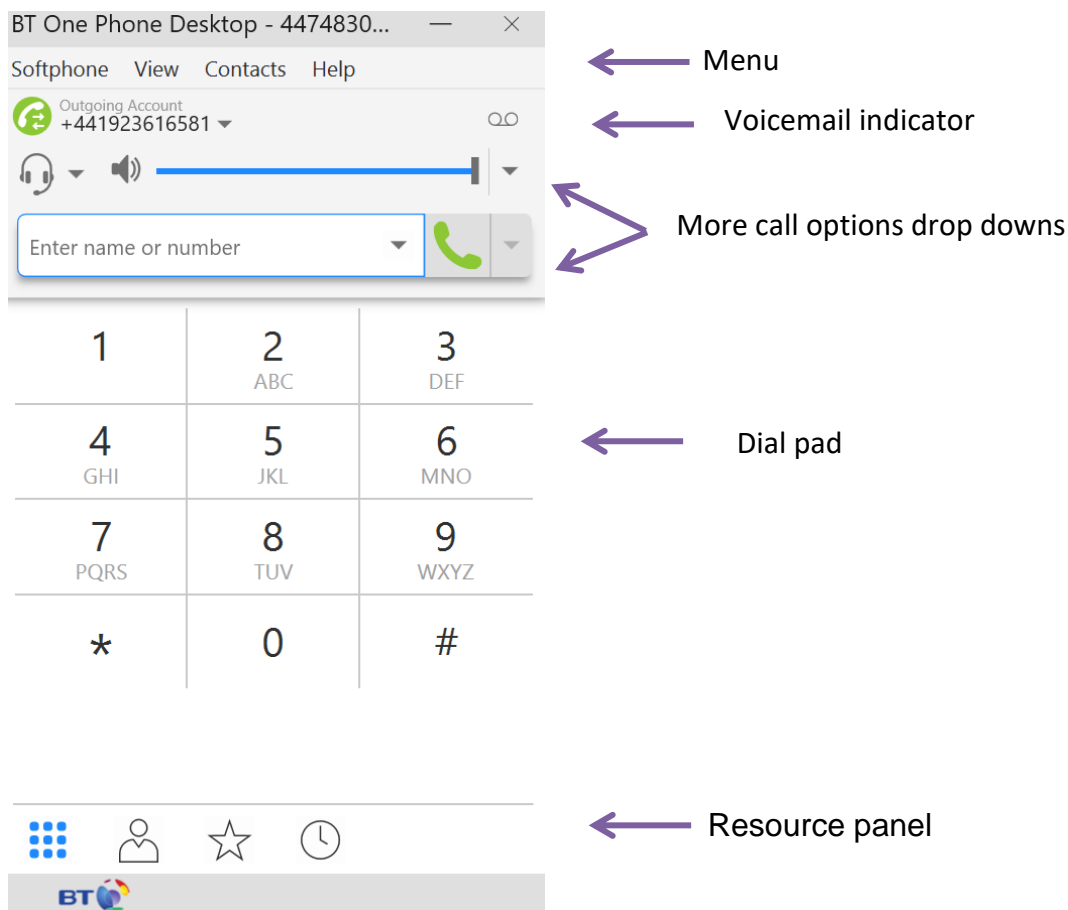 BT One Phone Desktop - 4474830...
Menu
Softphone View Contacts Help
Outgoing Account
+441923616581
Voicemail indicator
More call options drop downs
Enter name or number
1 2 3
ABC DEF
4 5 6
GHI JKL MNO
Dial pad
7 8 9
PQRS TUV WXYZ
* 0 #
Resource panel
BT